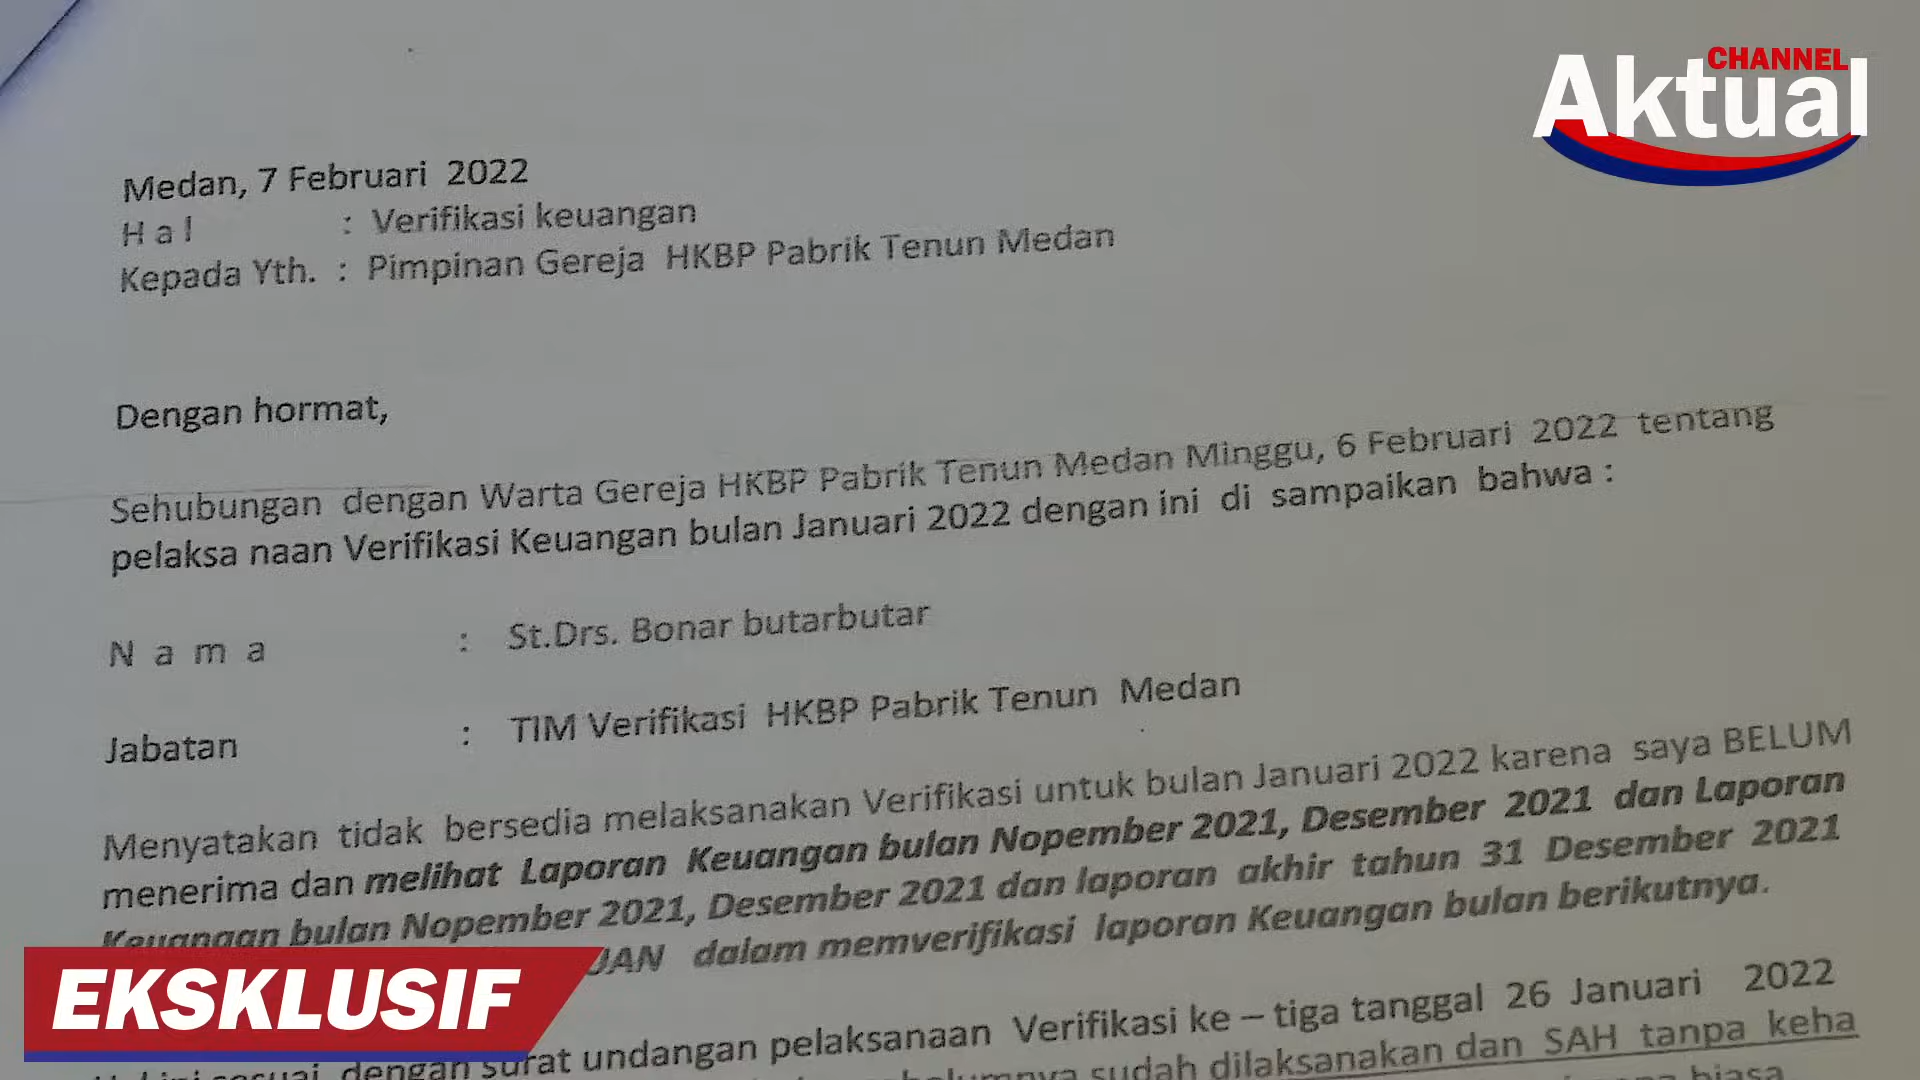 CHANNEL
Aktual
Medan, 7 Februari 2022
H a l : Verifikasi keuangan
Kepada Yth. : Pimpinan Gereja HKBP Pabrik Tenun Medan
Dengan hormat,
Sehubungan dengan Warta Gereja HKBP Pabrik Tenun Medan Minggu, 6 Februari 2022 tentang
pelaksa naan Verifikasi Keuangan bulan Januari 2022 dengan ini di sampaikan bahwa :
N a m a : St.Drs. Bonar butarbutar
Jabatan : TIM Verifikasi HKBP Pabrik Tenun Medan
Menyatakan tidak bersedia melaksanakan Verifikasi untuk bulan Januari 2022 karena saya BELUM
menerima dan melihat Laporan Keuangan bulan Nopember 2021, Desember 2021 dan Laporan
Keuangan bulan Nopember 2021, Desember 2021 dan laporan akhir tahun 31 Desember 2021
dalam memverifikasi laporan Keuangan bulan berikutnya.
EKSKLUSIF
dengan surat undangan pelaksanaan Verifikasi ke – tiga tanggal 26 Januari 2022
sudah dilaksanakan dan SAH tanpa keha
biasa